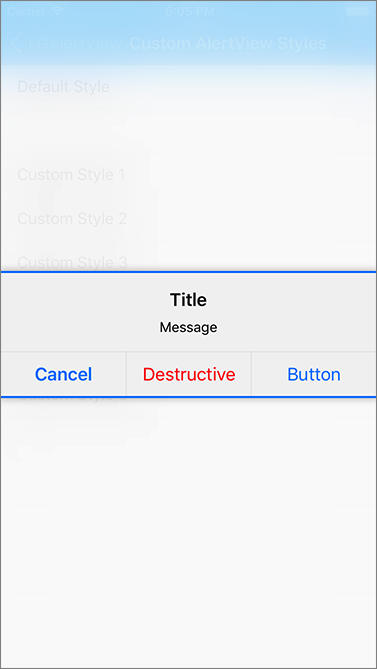 Carrier 6:05 PM
LGAlertView Custom AlertView Styles
Default Style
Custom Style 1
Custom Style 2
Custom Style 3
Title
Message
Cancel Destructive Button